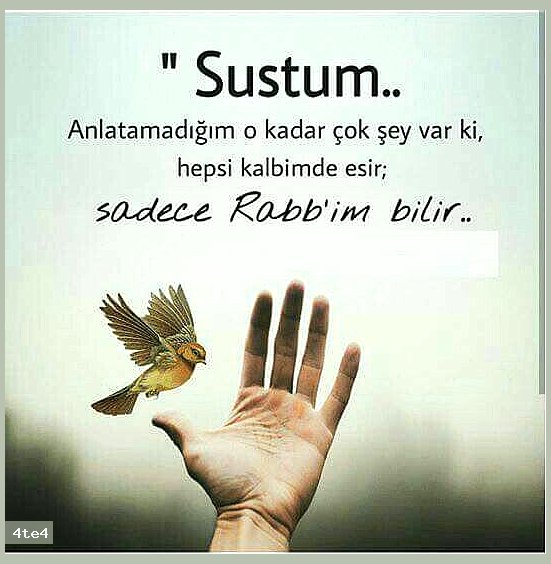 " Sustum..
Anlatamadığım o kadar çok şey var ki,
hepsi kalbimde esir;
sadece Rabb'im bilir..
4te4